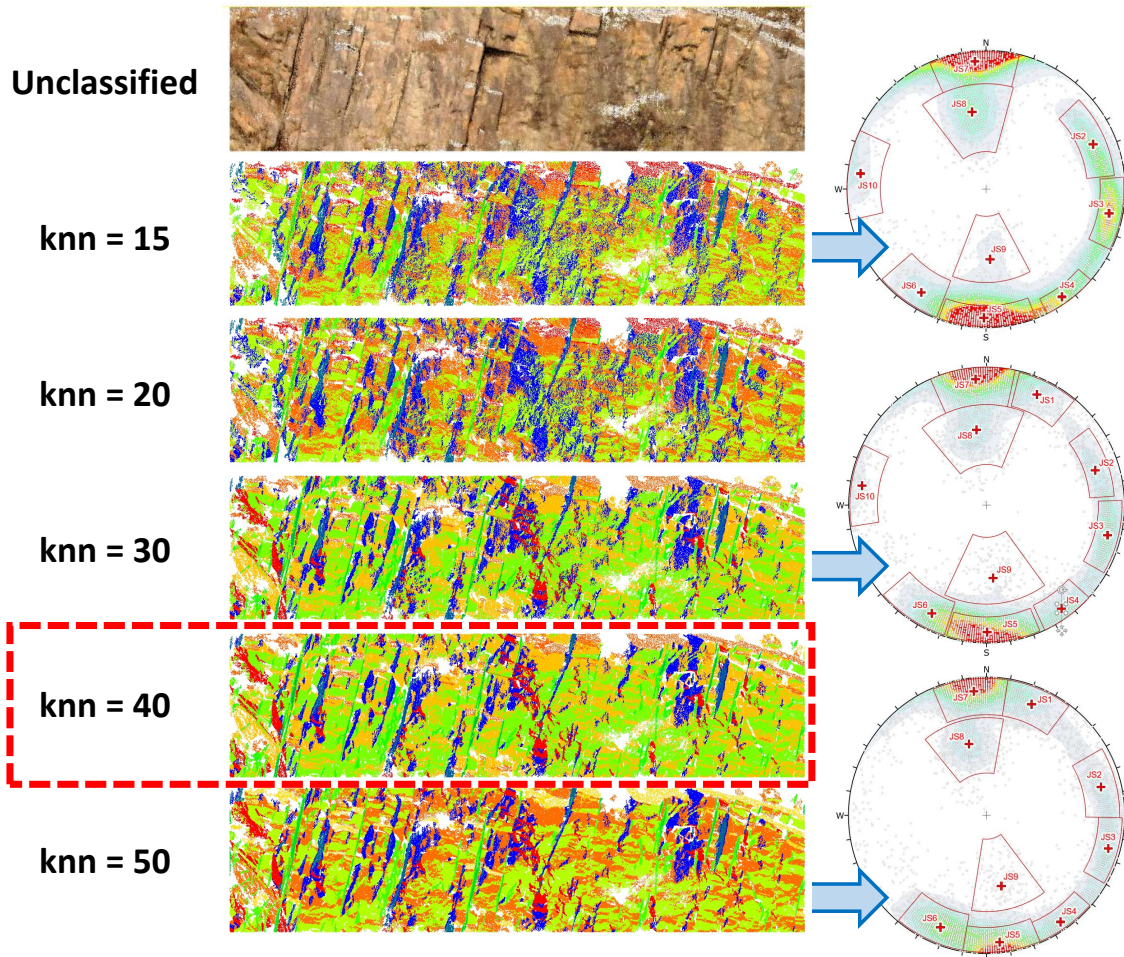 Unclassified
knn = 15
knn = 20
knn = 30
knn = 40
knn = 50
N
JS7
JS8
JS2
W
JS10
JS3
JS9
JS6
JS4
JS5
S
N
JS7
JS1
JS8
JS2
W
JS10
JS3
JS9
JS4
JS6
JS5
S
N
JS7
JS1
JS8
JS2
W
JS3
JS9
JS6
JS4
JS5